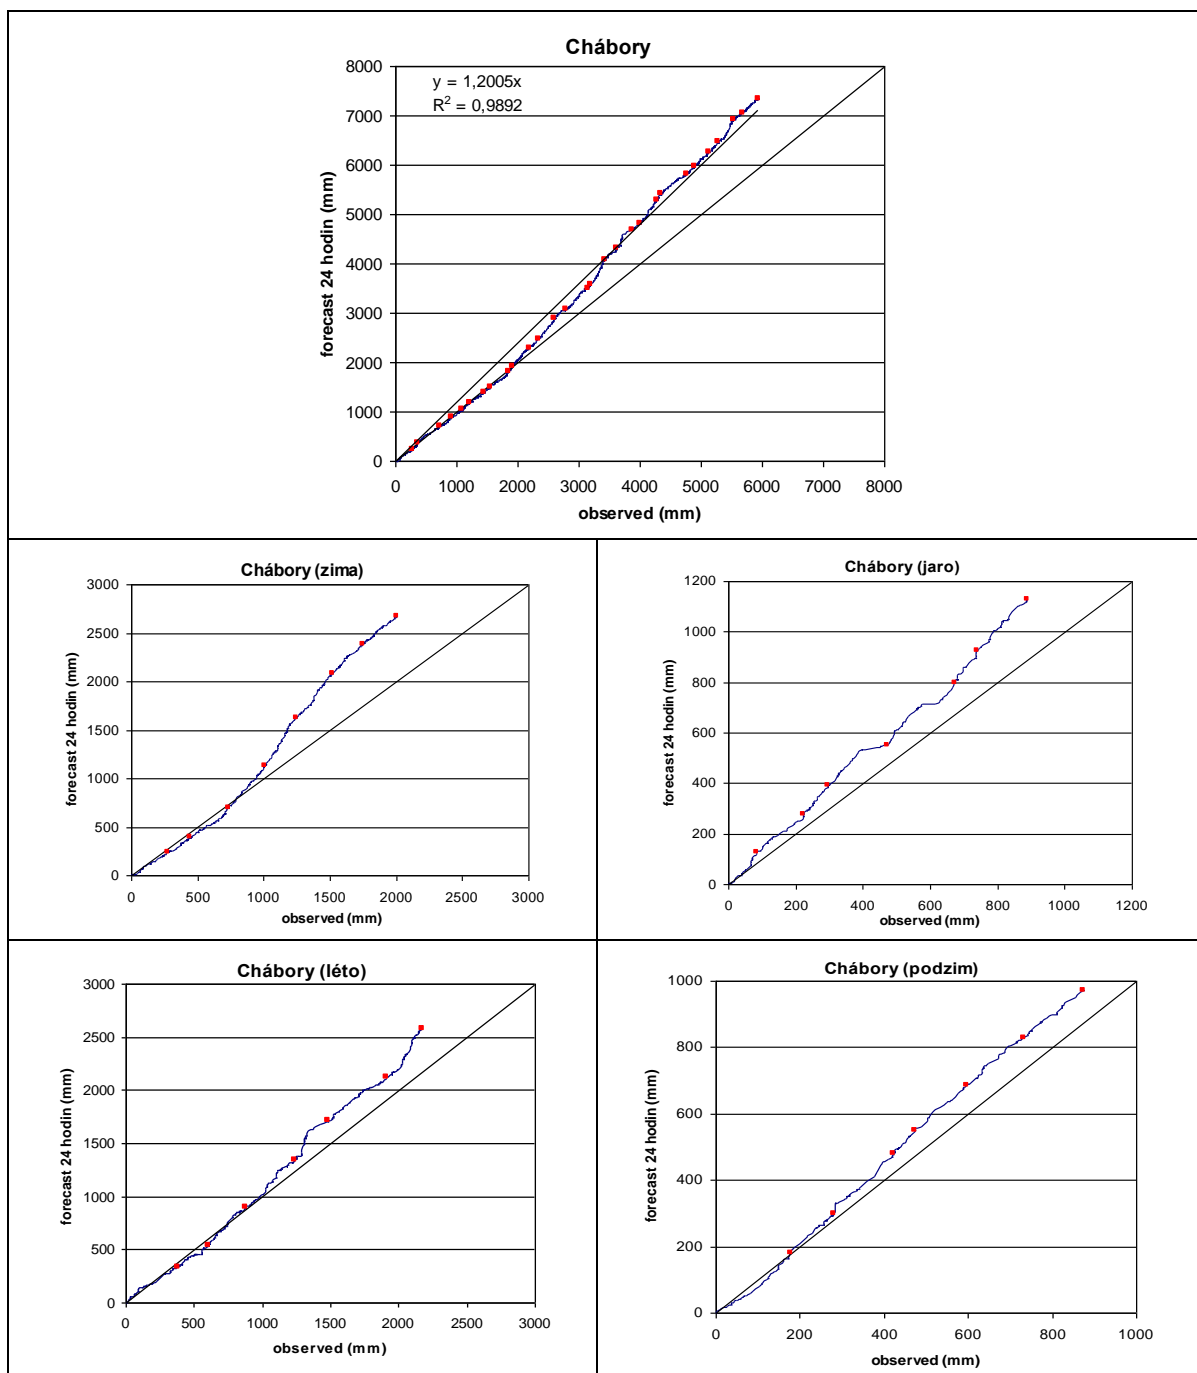 Chábory
y = 1,2005x
R² = 0,9892
8000
7000
6000
5000
4000
3000
2000
1000
0
forecast 24 hodin (mm)
0 1000 2000 3000 4000 5000 6000 7000 8000
observed (mm)
Chábory (zima)
3000
2500
2000
1500
1000
500
0
forecast 24 hodin (mm)
0 500 1000 1500 2000 2500 3000
observed (mm)
Chábory (jaro)
1200
1000
800
600
400
200
0
forecast 24 hodin (mm)
0 200 400 600 800 1000 1200
observed (mm)
Chábory (léto)
3000
2500
2000
1500
1000
500
0
forecast 24 hodin (mm)
0 500 1000 1500 2000 2500 3000
observed (mm)
Chábory (podzim)
1000
800
600
400
200
0
forecast 24 hodin (mm)
0 200 400 600 800 1000
observed (mm)